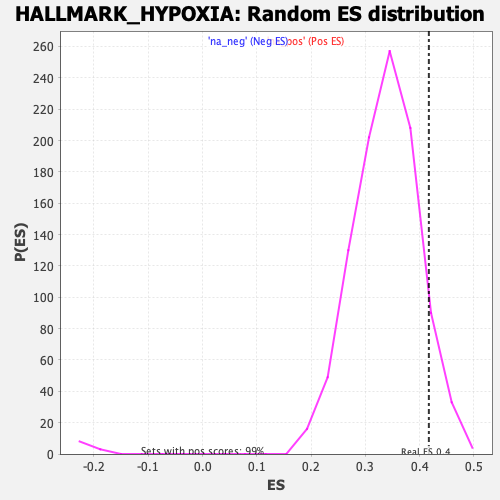 HALLMARK_HYPOXIA: Random ES distribution
'na_neg' (Neg ES)pos' (Pos ES)
260
240
220
200
180
160
140
120
100
80
60
40
20
0
P(ES)
Sets with pos scores: 99%
Real ES 0.4
-0.2 -0.1 0.0 0.1 0.2 0.3 0.4 0.5
ES